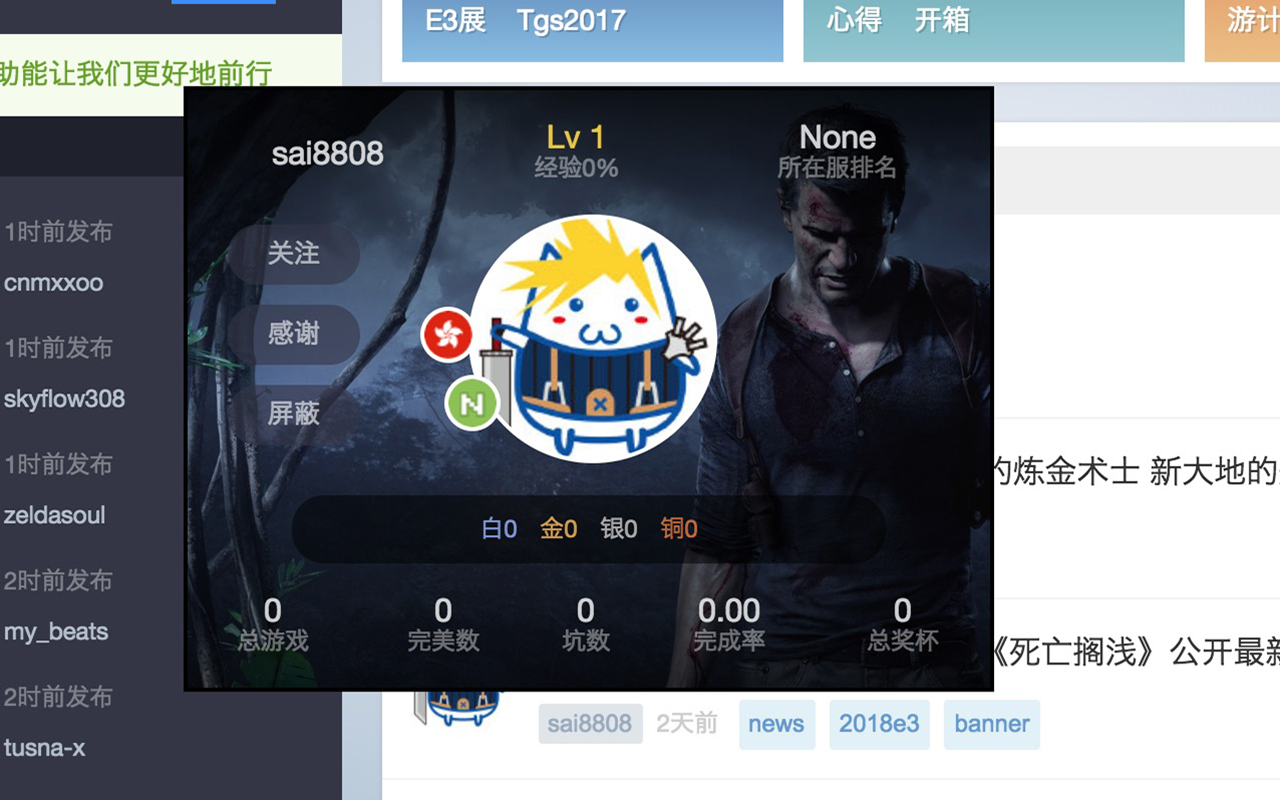 E3展 Tgs2017
心得 开箱
助能让我们更好地前行
sai8808
Lv 1
经验0%
None
所在服排名
关注
感谢
屏蔽
N
白0 金0 银0 铜0
0 总游戏
0 完美数
0 坑数
0.00 完成率
0 总奖杯
1时前发布
cnmxxoo
1时前发布
skyflow308
1时前发布
zeldasoul
2时前发布
my_beats
2时前发布
tusna-x
的炼金术士 新大地的
《死亡搁浅》公开最新
sai8808 2天前 news 2018e3 banner